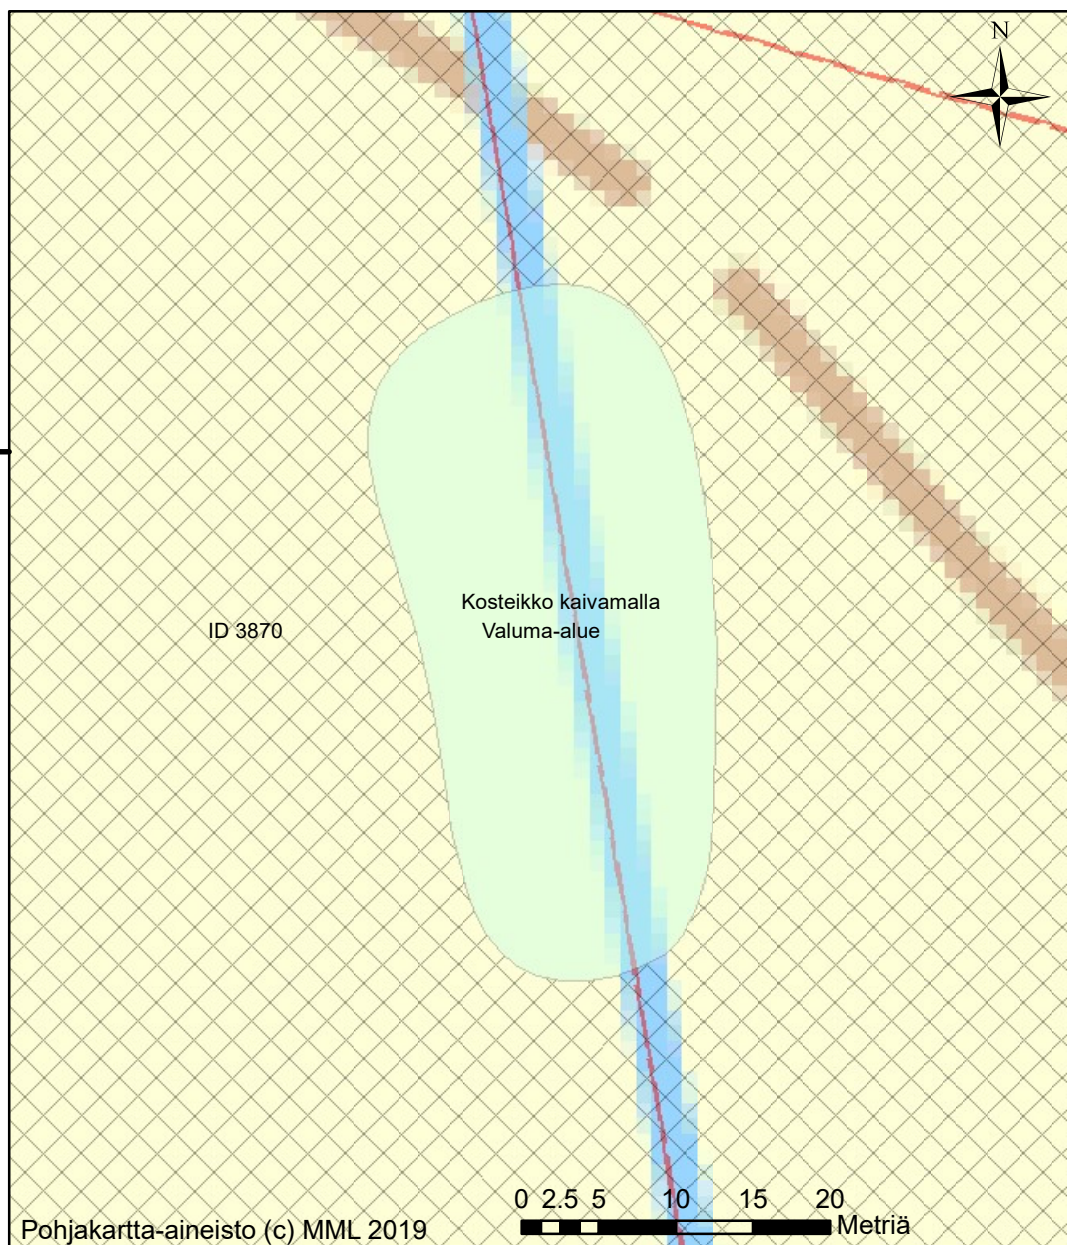 N
Kosteikko kaivamalla
ID 3870 Valuma-alue
0 2.5 5 10 15 20
Metriä
Pohjakartta-aineisto (c) MML 2019